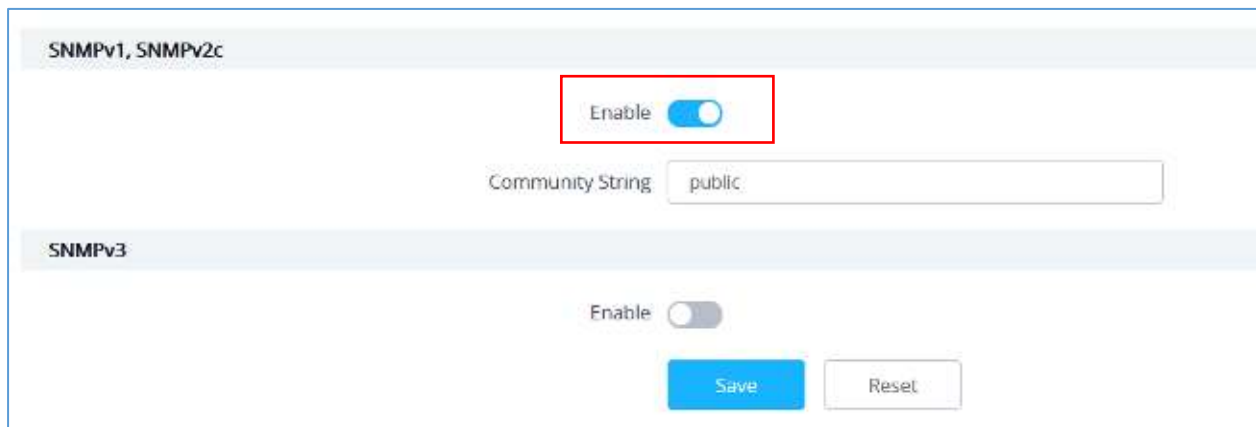 SNMPv1, SNMPv2c
Enable
Community String public
SNMPv3
Enable
Save Reset